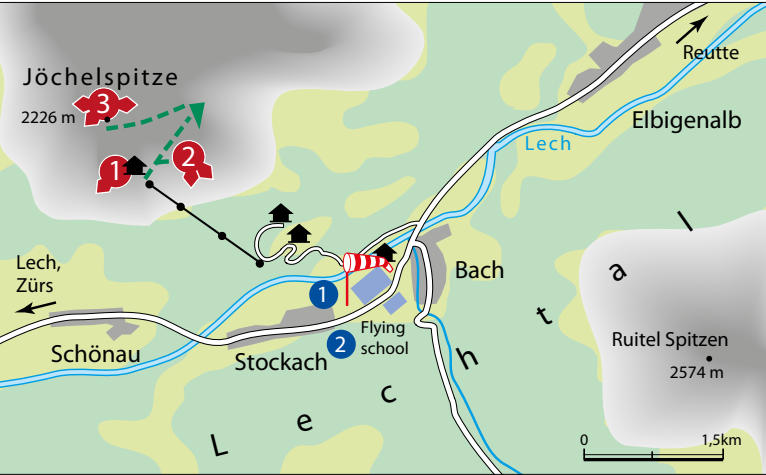 Reutte
Jöchelspitze
2226 m
3
1
2
Elbigenalb
Lech
Lech,
Zürs
Bach
1
Flying
school
2
Schönau
Stockach
Ruitel Spitzen
2574 m
Lechtal
0
1,5km